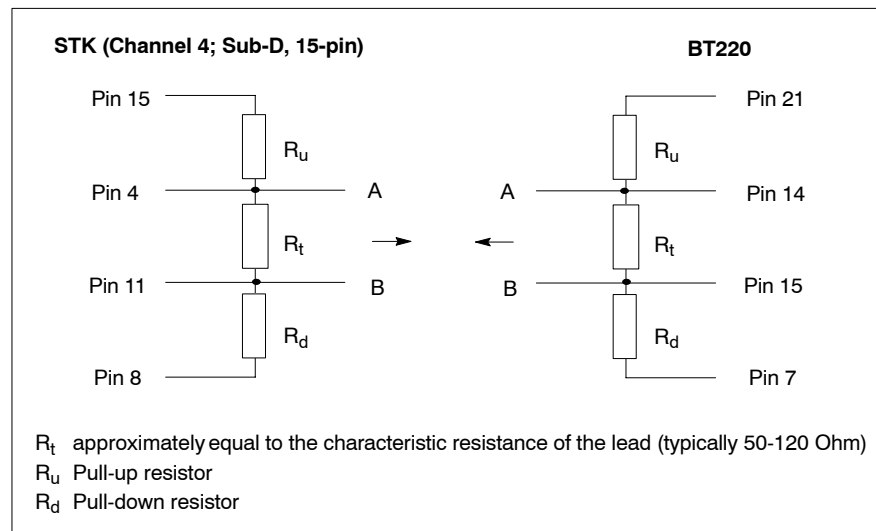 STK (Channel 4; Sub-D, 15-pin)
BT220
Pin 15
Pin 21
Ru
Ru
Pin 4
A
A
Pin 14
Rt
Rt
Pin 11
B
B
Pin 15
Rd
Rd
Pin 8
Pin 7
Rt approximately equal to the characteristic resistance of the lead (typically 50-120 Ohm)
Ru Pull-up resistor
Rd Pull-down resistor